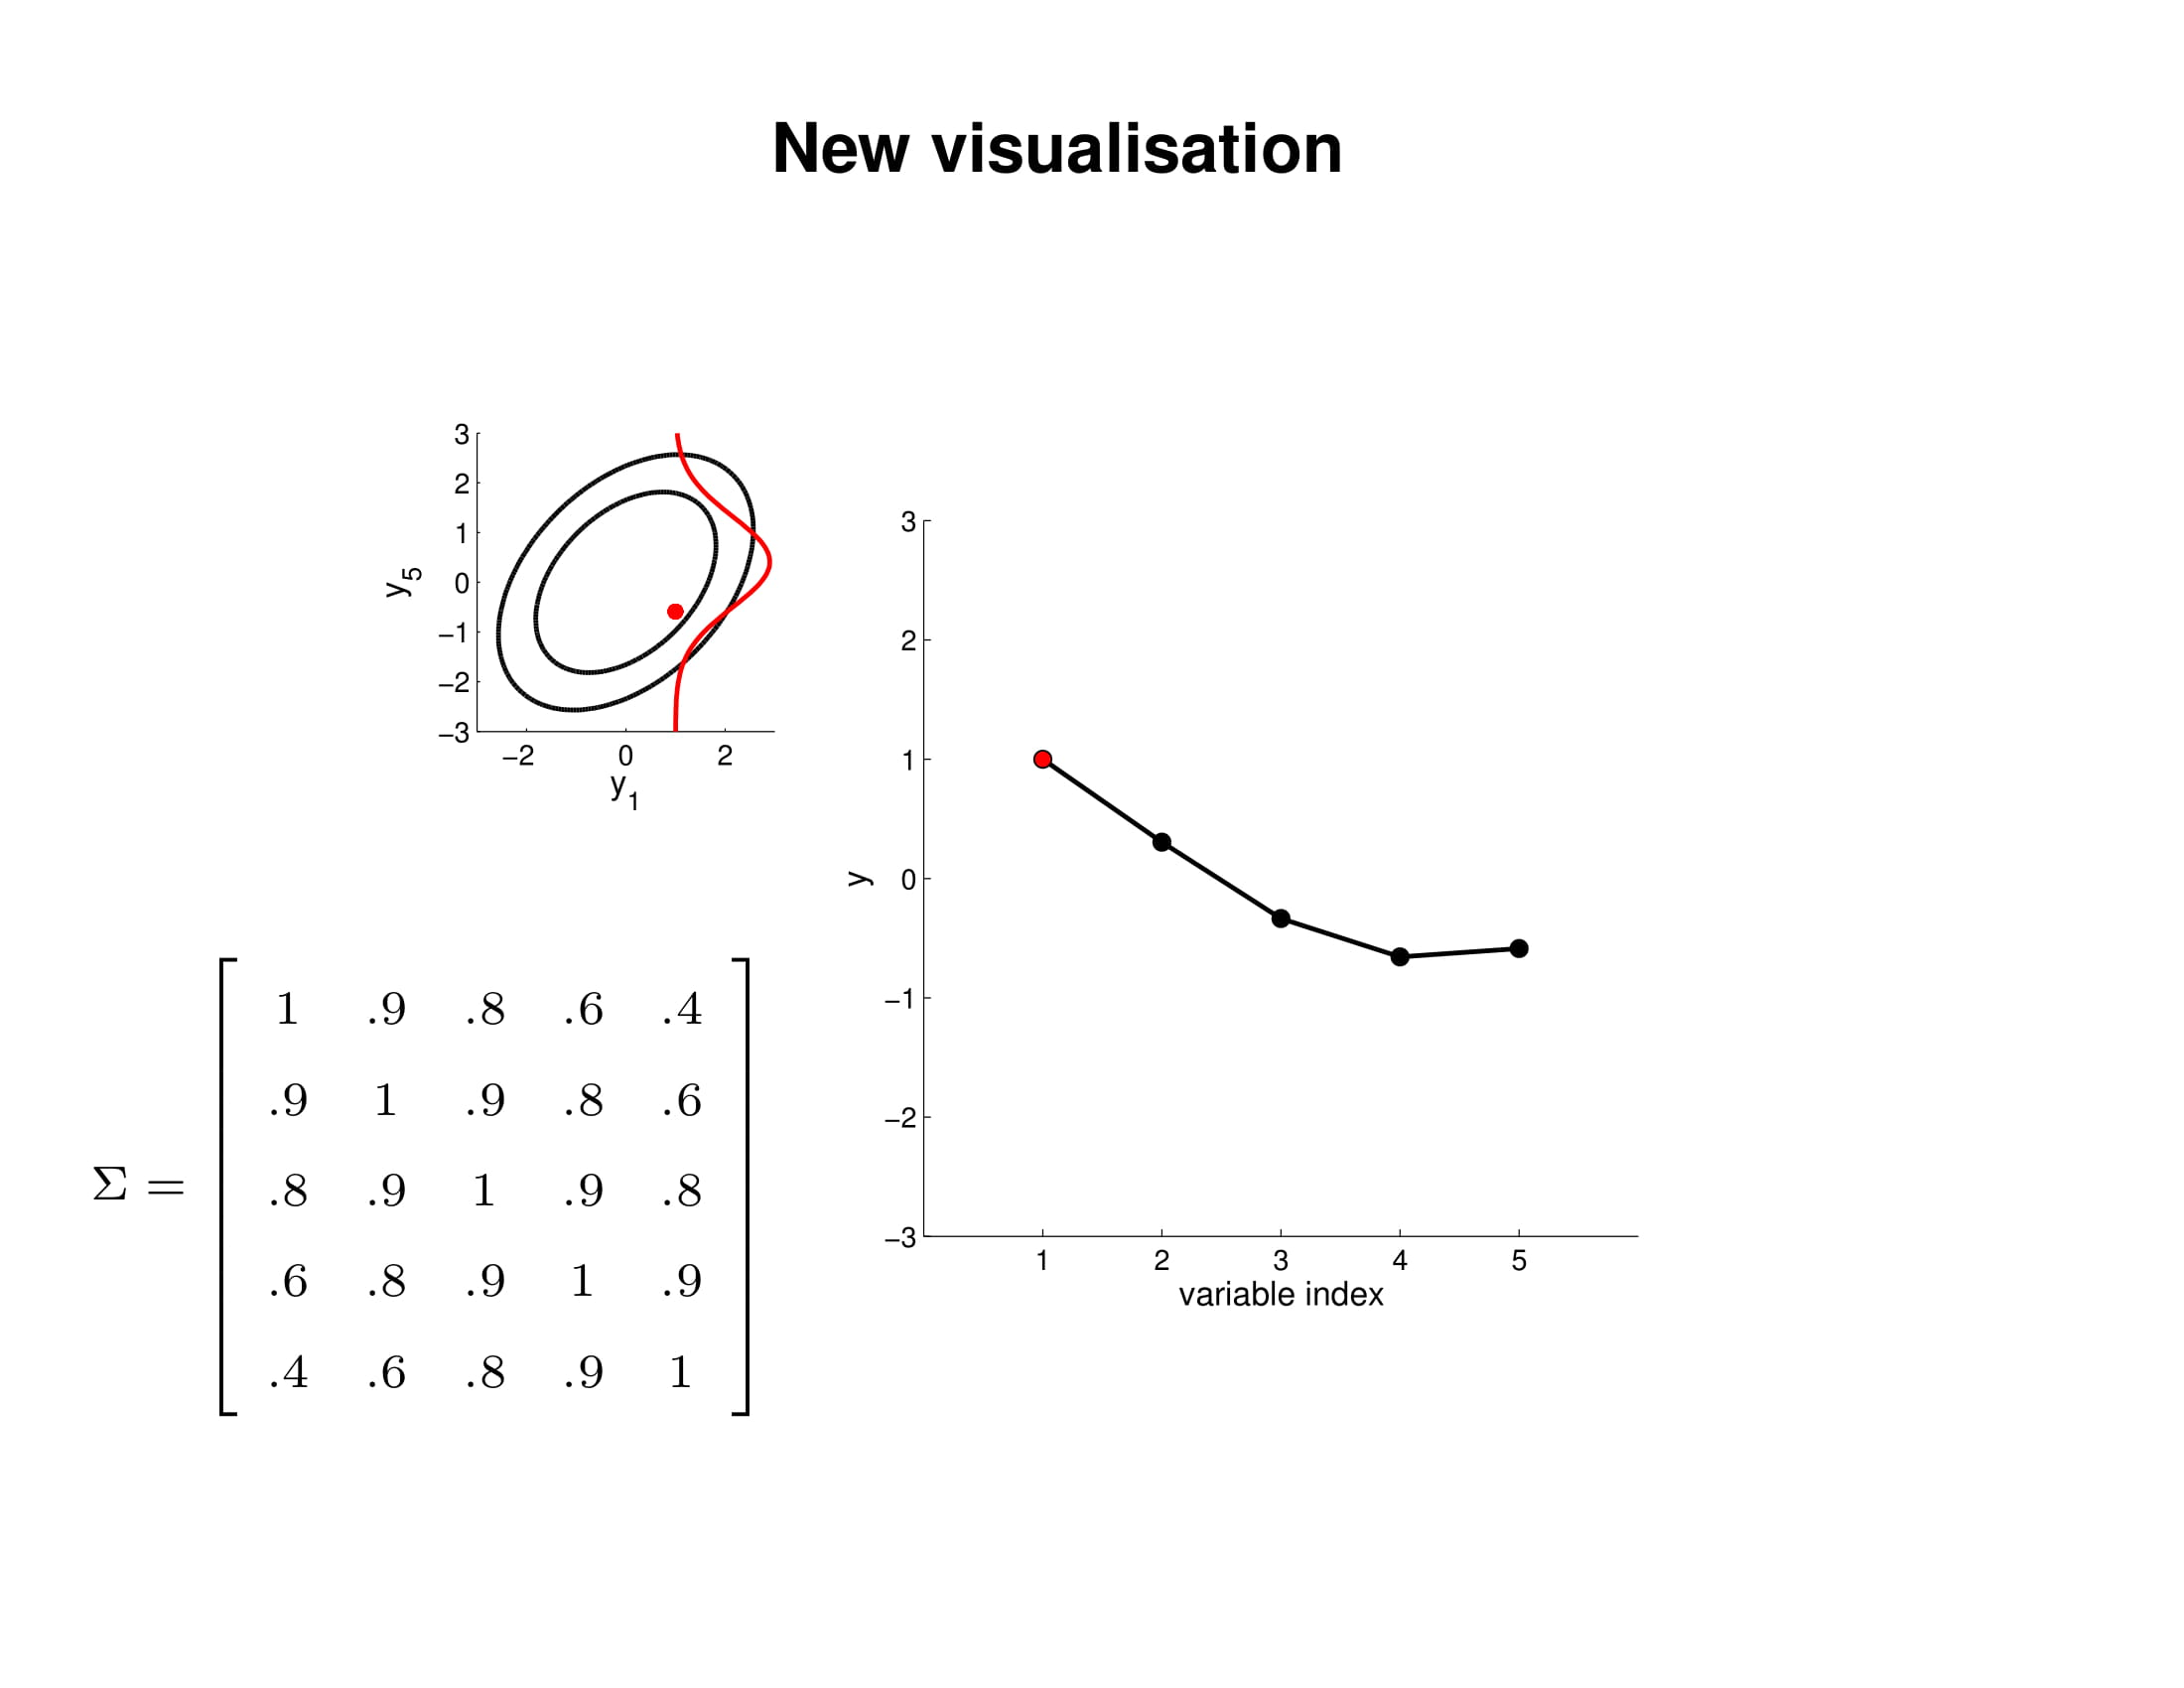 New visualisation
3
2
1
0
−1
−2
−3
y5
−2 0 2
y1
3
2
1
0
−1
−2
−3
y
1 2 3 4 5
variable index
Σ =
1 .9 .8 .6 .4
.9 1 .9 .8 .6
.8 .9 1 .9 .8
.6 .8 .9 1 .9
.4 .6 .8 .9 1